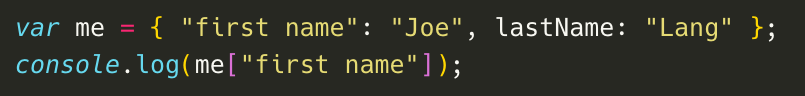 var me = { "first name": "Joe", lastName: "Lang" };
console.log(me["first name"]);